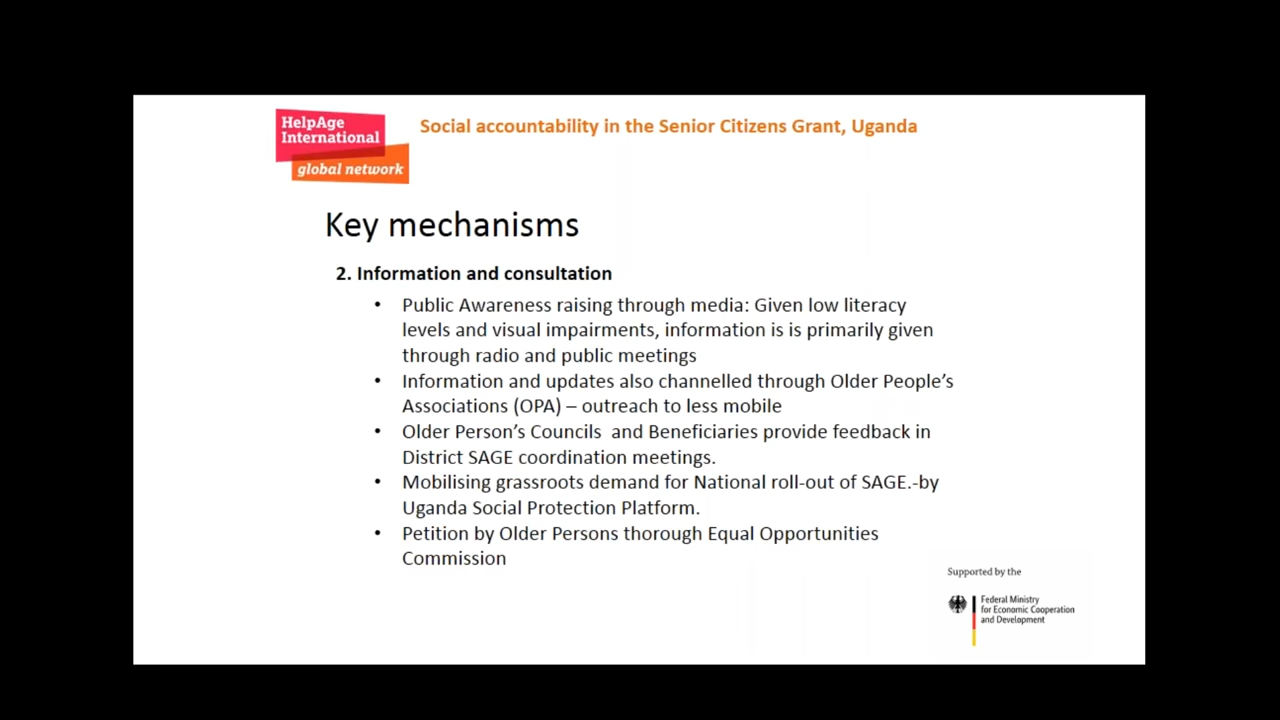 HelpAge
International
global network
Social accountability in the Senior Citizens Grant, Uganda
Key mechanisms
2. Information and consultation
• Public Awareness raising through media: Given low literacy
levels and visual impairments, information is is primarily given
through radio and public meetings
• Information and updates also channelled through Older People’s
Associations (OPA) – outreach to less mobile
• Older Person’s Councils  and Beneficiaries provide feedback in
District SAGE coordination meetings.
• Mobilising grassroots demand for National roll-out of SAGE.-by
Uganda Social Protection Platform.
• Petition by Older Persons thorough Equal Opportunities
Commission
Supported by the
Federal Ministry
for Economic Cooperation
and Development